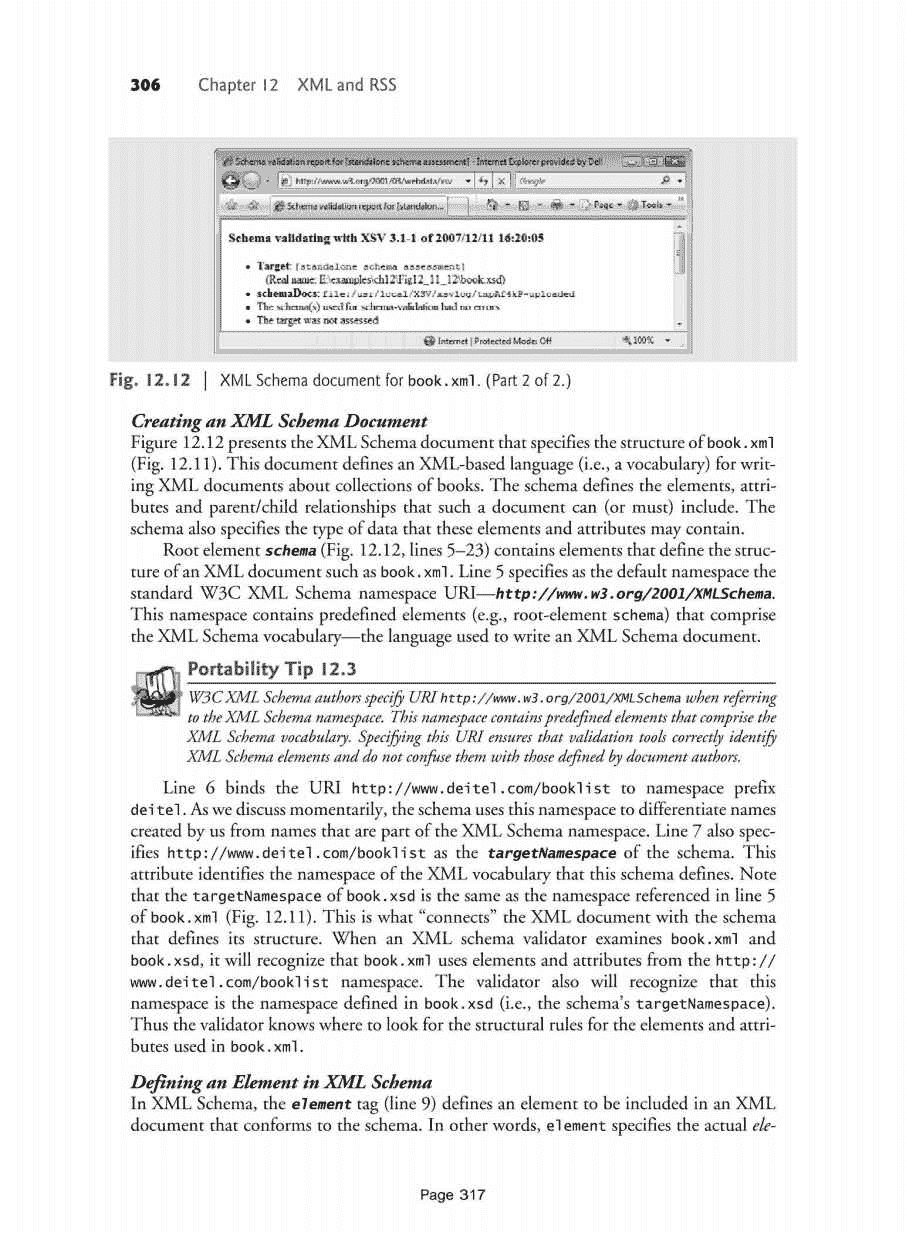 306 Chapter 12 XML and RSS
Schema validation report for [standalone schema assessment] - Internet Explorer provided by Dell
http://www.w3.org/2001/03/webdata/xsv
Google
Schema validation report for [standalon...
Page Tools
Schema validating with XSV 3.1-1 of 2007/12/11 16:20:05
• Target: [standalone schema assessment]
(Real name: E:\examples\ch12\Fig12_11_12\book.xsd)
• schemaDocs: file:/usr/local/XSV/xsvlog/tmpAf4kP-uploaded
• The schema(s) used for schema-validation had no errors
• The target was not assessed
Internet | Protected Mode: Off 100%
Fig. 12.12 | XML Schema document for book.xml. (Part 2 of 2.)
Creating an XML Schema Document
Figure 12.12 presents the XML Schema document that specifies the structure of book.xml
(Fig. 12.11). This document defines an XML-based language (i.e., a vocabulary) for writ-
ing XML documents about collections of books. The schema defines the elements, attri-
butes and parent/child relationships that such a document can (or must) include. The
schema also specifies the type of data that these elements and attributes may contain.
Root element schema (Fig. 12.12, lines 5–23) contains elements that define the struc-
ture of an XML document such as book.xml. Line 5 specifies as the default namespace the
standard W3C XML Schema namespace URI—http://www.w3.org/2001/XMLSchema.
This namespace contains predefined elements (e.g., root-element schema) that comprise
the XML Schema vocabulary—the language used to write an XML Schema document.
Portability Tip 12.3
W3C XML Schema authors specify URI http://www.w3.org/2001/XMLSchema when referring
to the XML Schema namespace. This namespace contains predefined elements that comprise the
XML Schema vocabulary. Specifying this URI ensures that validation tools correctly identify
XML Schema elements and do not confuse them with those defined by document authors.
Line 6 binds the URI http://www.deitel.com/booklist to namespace prefix
deitel. As we discuss momentarily, the schema uses this namespace to differentiate names
created by us from names that are part of the XML Schema namespace. Line 7 also spec-
ifies http://www.deitel.com/booklist as the targetNamespace of the schema. This
attribute identifies the namespace of the XML vocabulary that this schema defines. Note
that the targetNamespace of book.xsd is the same as the namespace referenced in line 5
of book.xml (Fig. 12.11). This is what “connects” the XML document with the schema
that defines its structure. When an XML schema validator examines book.xml and
book.xsd, it will recognize that book.xml uses elements and attributes from the http://
www.deitel.com/booklist namespace. The validator also will recognize that this
namespace is the namespace defined in book.xsd (i.e., the schema’s targetNamespace).
Thus the validator knows where to look for the structural rules for the elements and attri-
butes used in book.xml.
Defining an Element in XML Schema
In XML Schema, the element tag (line 9) defines an element to be included in an XML
document that conforms to the schema. In other words, element specifies the actual ele-
Page 317